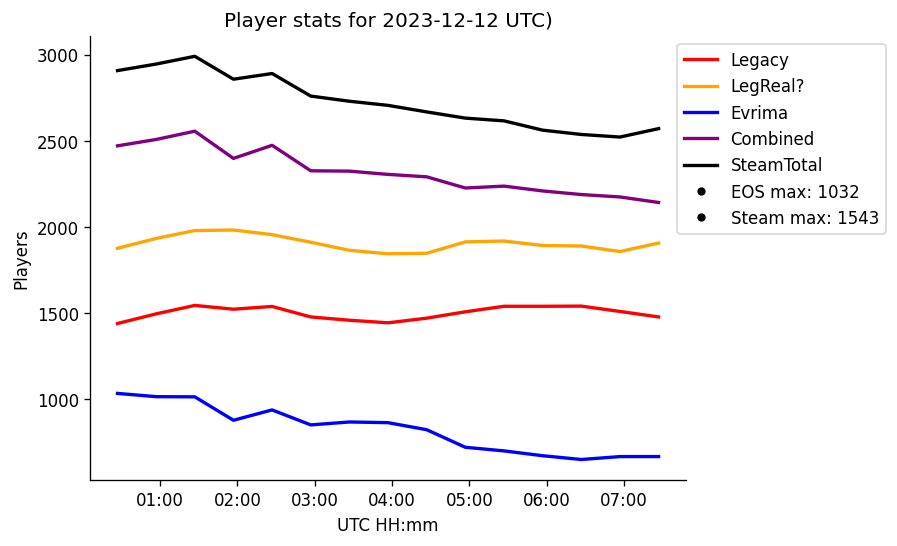 Player stats for 2023-12-12 UTC)
3000
2500
2000
1500
1000
Players
01:00
02:00
03:00
04:00
05:00
06:00
07:00
UTC HH:mm
Legacy
LegReal?
Evrima
Combined
SteamTotal
EOS max: 1032
Steam max: 1543